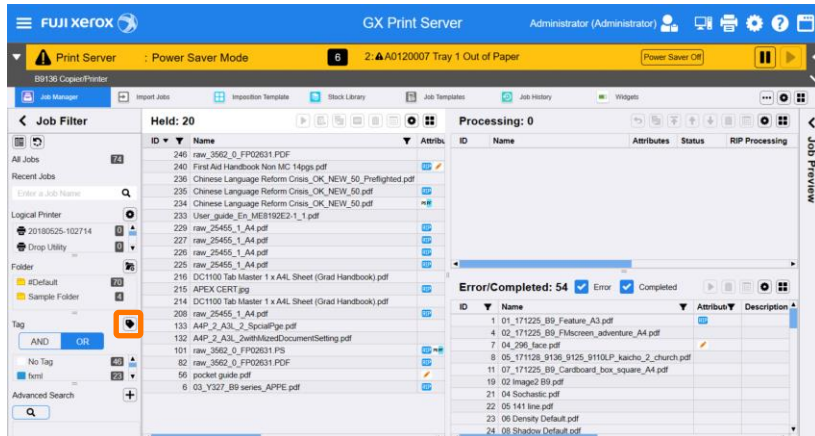 FUJI XEROX
GX Print Server
Administrator (Administrator)
Print Server : Power Saver Mode
6
2: A0120007 Tray 1 Out of Paper
Power Saver Off
B9136 Copier/Printer
Job Manager
Import Jobs
Imposition Template
Stock Library
Job Templates
Job History
Widgets
Job Filter
All Jobs 74
Recent Jobs
Enter a Job Name
Logical Printer
20180525-102714 0
Drop Utility 0
Folder
#Default 70
Sample Folder 4
Tag
AND OR
No Tag 46
fxml 23
Advanced Search
Held: 20
ID Name Attribu
246 raw_3562_0_FP02631.PDF
240 First Aid Handbook Non MC 14pgs.pdf
236 Chinese Language Reform Crisis_OK_NEW_50_Preflighted.pdf
235 Chinese Language Reform Crisis_OK_NEW_50.pdf
234 Chinese Language Reform Crisis_OK_NEW_50.pdf
233 User_guide_En_ME8192E2-1_1.pdf
229 raw_25455_1_A4.pdf
227 raw_25455_1_A4.pdf
226 raw_25455_1_A4.pdf
225 raw_25455_1_A4.pdf
216 DC1100 Tab Master 1 x A4L Sheet (Grad Handbook).pdf
215 APEX CERT.jpg
214 DC1100 Tab Master 1 x A4L Sheet (Grad Handbook).pdf
208 raw_25455_1_A4.pdf
133 A4P_2_A3L_2_SpcialPge.pdf
132 A4P_2_A3L_2withMizedDocumentSetting.pdf
101 raw_3562_0_FP02631.PS
82 raw_3562_0_FP02631.PDF
56 pocket guide.pdf
6 03_Y327_B9 series_APPE.pdf
Processing: 0
ID Name Attributes Status RIP Processing
Error/Completed: 54 Error Completed
ID Name Attributi Description
1 01_171225_B9_Feature_A3.pdf
4 02_171225_B9_FMscreen_adventure_A4.pdf
7 04_296_face.pdf
8 05_171128_9136_9125_9110LP_kaicho_2_church.pdf
11 07_171225_B9_Cardboard_box_square_A4.pdf
19 02 Image2 B9.pdf
21 04 Sochastic.pdf
22 05 141 line.pdf
23 06 Density Default.pdf
24 08 Shadow Default.pdf
Job Preview